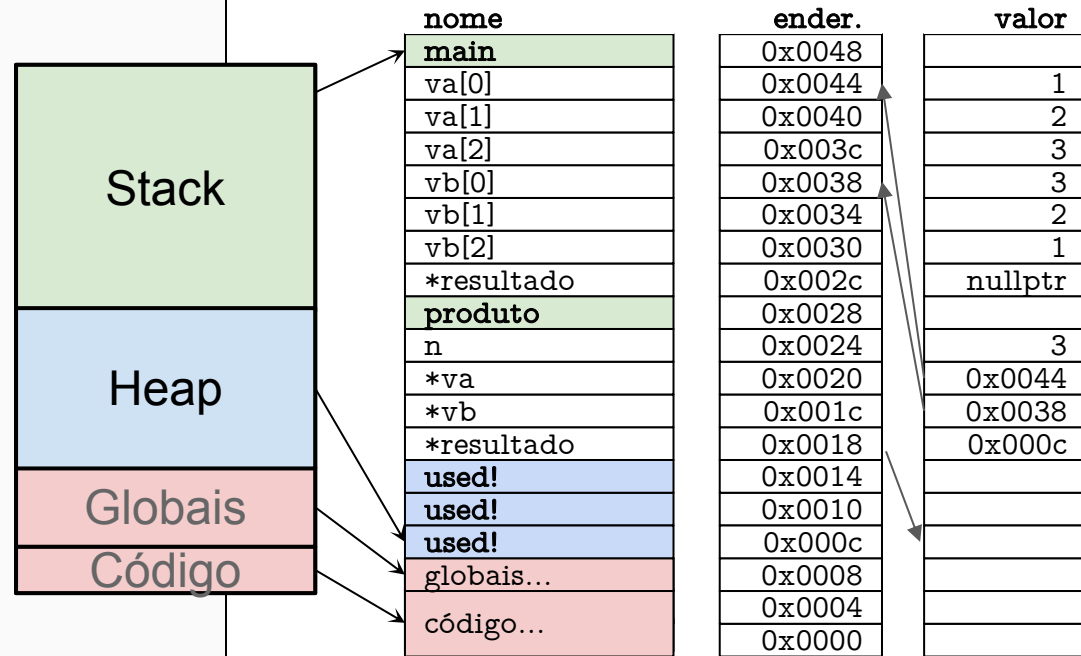 nome ender. valor
main 0x0048
va[0] 0x0044 1
va[1] 0x0040 2
va[2] 0x003c 3
vb[0] 0x0038 3
vb[1] 0x0034 2
vb[2] 0x0030 1
*resultado 0x002c nullptr
produto 0x0028
n 0x0024 3
*va 0x0020 0x0044
*vb 0x001c 0x0038
*resultado 0x0018 0x000c
used! 0x0014
used! 0x0010
used! 0x000c
globais... 0x0008
código... 0x0004
0x0000
Stack
Heap
Globais
Código